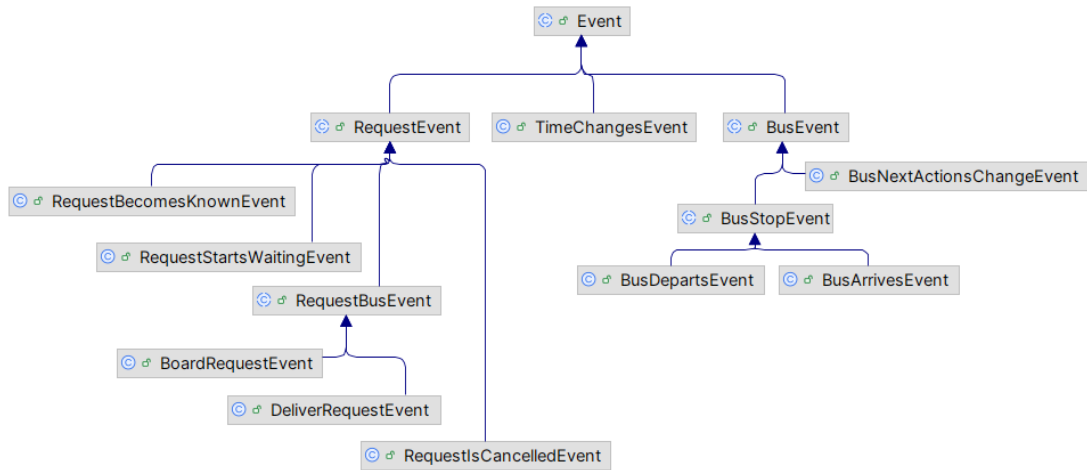 Event
RequestEvent
TimeChangesEvent
BusEvent
BusNextActionsChangeEvent
RequestBecomesKnownEvent
BusStopEvent
RequestStartsWaitingEvent
BusDepartsEvent
BusArrivesEvent
RequestBusEvent
BoardRequestEvent
DeliverRequestEvent
RequestIsCancelledEvent